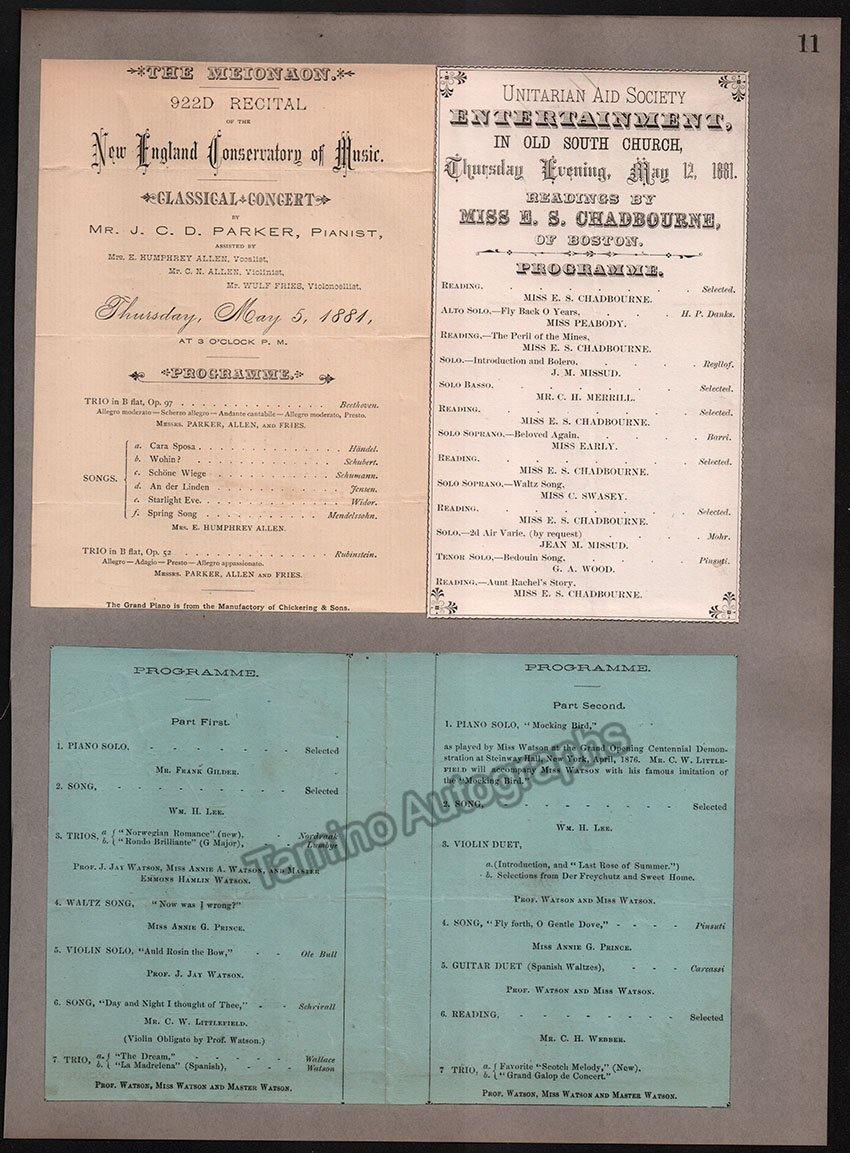 11
THE MEIONAON.
922D RECITAL
OF THE
New England Conservatory of Music.
CLASSICAL CONCERT
BY
MR. J. C. D. PARKER, PIANIST,
ASSISTED BY
Mrs. E. HUMPHREY ALLEN, Vocalist,
Mr. C. N. ALLEN, Violinist,
Mr. WULF FRIES, Violoncellist,
Thursday, May 5, 1881,
AT 3 O'CLOCK P. M.
PROGRAMME.
TRIO in B flat, Op. 97 . . . . . . . . . . Beethoven.
Allegro moderato — Scherzo allegro — Andante cantabile — Allegro moderato, Presto.
MESSRS. PARKER, ALLEN, AND FRIES.
SONGS.
a. Cara Sposa . . . . . . . . . . Händel.
b. Wohin? . . . . . . . . . . Schubert.
c. Schöne Wiege . . . . . . . . . . Schumann.
d. An der Linden . . . . . . . . . . Jensen.
e. Starlight Eve. . . . . . . . . . . Widor.
f. Spring Song . . . . . . . . . . Mendelssohn.
MRS. E. HUMPHREY ALLEN.
TRIO in B flat, Op. 52 . . . . . . . . . . Rubinstein.
Allegro — Adagio — Presto — Allegro appassionato.
MESSRS. PARKER, ALLEN AND FRIES.
The Grand Piano is from the Manufactory of Chickering & Sons.
UNITARIAN AID SOCIETY
ENTERTAINMENT,
IN OLD SOUTH CHURCH,
Thursday Evening, May 12, 1881.
READINGS BY
MISS E. S. CHADBOURNE,
OF BOSTON.
PROGRAMME.
READING. . . . . . . Selected.
MISS E. S. CHADBOURNE.
ALTO SOLO,—Fly Back O Years, . . . H. P. Danks.
MISS PEABODY.
READING,—The Peril of the Mines,
MISS E. S. CHADBOURNE.
SOLO.—Introduction and Bolero. . . . Reyllof.
J. M. MISSUD.
SOLO BASSO. . . . . . . Selected.
MR. C. H. MERRILL.
READING. . . . . . . Selected.
MISS E. S. CHADBOURNE.
SOLO SOPRANO—Beloved Again, . . . Barri.
MISS EARLY.
READING. . . . . . . Selected.
MISS E. S. CHADBOURNE.
SOLO SOPRANO.—Waltz Song,
MISS C. SWASEY.
READING. . . . . . . Selected.
MISS E. S. CHADBOURNE.
SOLO,—2d Air Varie, (by request) . . . Mohr.
JEAN M. MISSUD.
TENOR SOLO,—Bedouin Song, . . . Pinsuti.
G. A. WOOD.
READING,—Aunt Rachel's Story.
MISS E. S. CHADBOURNE.
PROGRAMME.
Part First.
1. PIANO SOLO, - - - - - - - Selected
MR. FRANK GILDER.
2. SONG, - - - - - - - Selected
WM. H. LEE.
3. TRIOS, a { "Norwegian Romance" (new), - Nordraak
b. { "Rondo Brilliante" (G Major), - Lumbye
PROF. J. JAY WATSON, MISS ANNIE A. WATSON, AND MASTER
EMMONS HAMLIN WATSON.
4. WALTZ SONG, "Now was I wrong?"
MISS ANNIE G. PRINCE.
5. VIOLIN SOLO, "Auld Rosin the Bow," - - Ole Bull
PROF. J. JAY WATSON.
6. SONG, "Day and Night I thought of Thee," - - Schrivall
MR. C. W. LITTLEFIELD.
(Violin Obligato by Prof. Watson.)
7. TRIO, a. { "The Dream," - - - - - Wallace
b. { "La Madrelena" (Spanish), - - - Watson
PROF. WATSON, MISS WATSON AND MASTER WATSON.
PROGRAMME.
Part Second.
1. PIANO SOLO, "Mocking Bird," - - - -
as played by Miss Watson at the Grand Opening Centennial Demon-
stration at Steinway Hall, New York, April, 1876. MR. C. W. LITTLE-
FIELD will accompany MISS WATSON with his famous imitation of
the "Mocking Bird."
2. SONG, - - - - - - - Selected
WM. H. LEE.
3. VIOLIN DUET,
a. (Introduction, and "Last Rose of Summer.")
b. Selections from Der Freychutz and Sweet Home.
PROF. WATSON AND MISS WATSON.
4. SONG, "Fly forth, O Gentle Dove," - - - - Pinsuti
MISS ANNIE G. PRINCE.
5. GUITAR DUET (Spanish Waltzes), - - - - Carcassi
PROF. WATSON AND MISS WATSON.
6. READING, - - - - - - - Selected
MR. C. H. WEBBER.
7 TRIO, a. { Favorite "Scotch Melody," (New),
b. { "Grand Galop de Concert."
PROF. WATSON, MISS WATSON AND MASTER WATSON.
Tamino Autographs